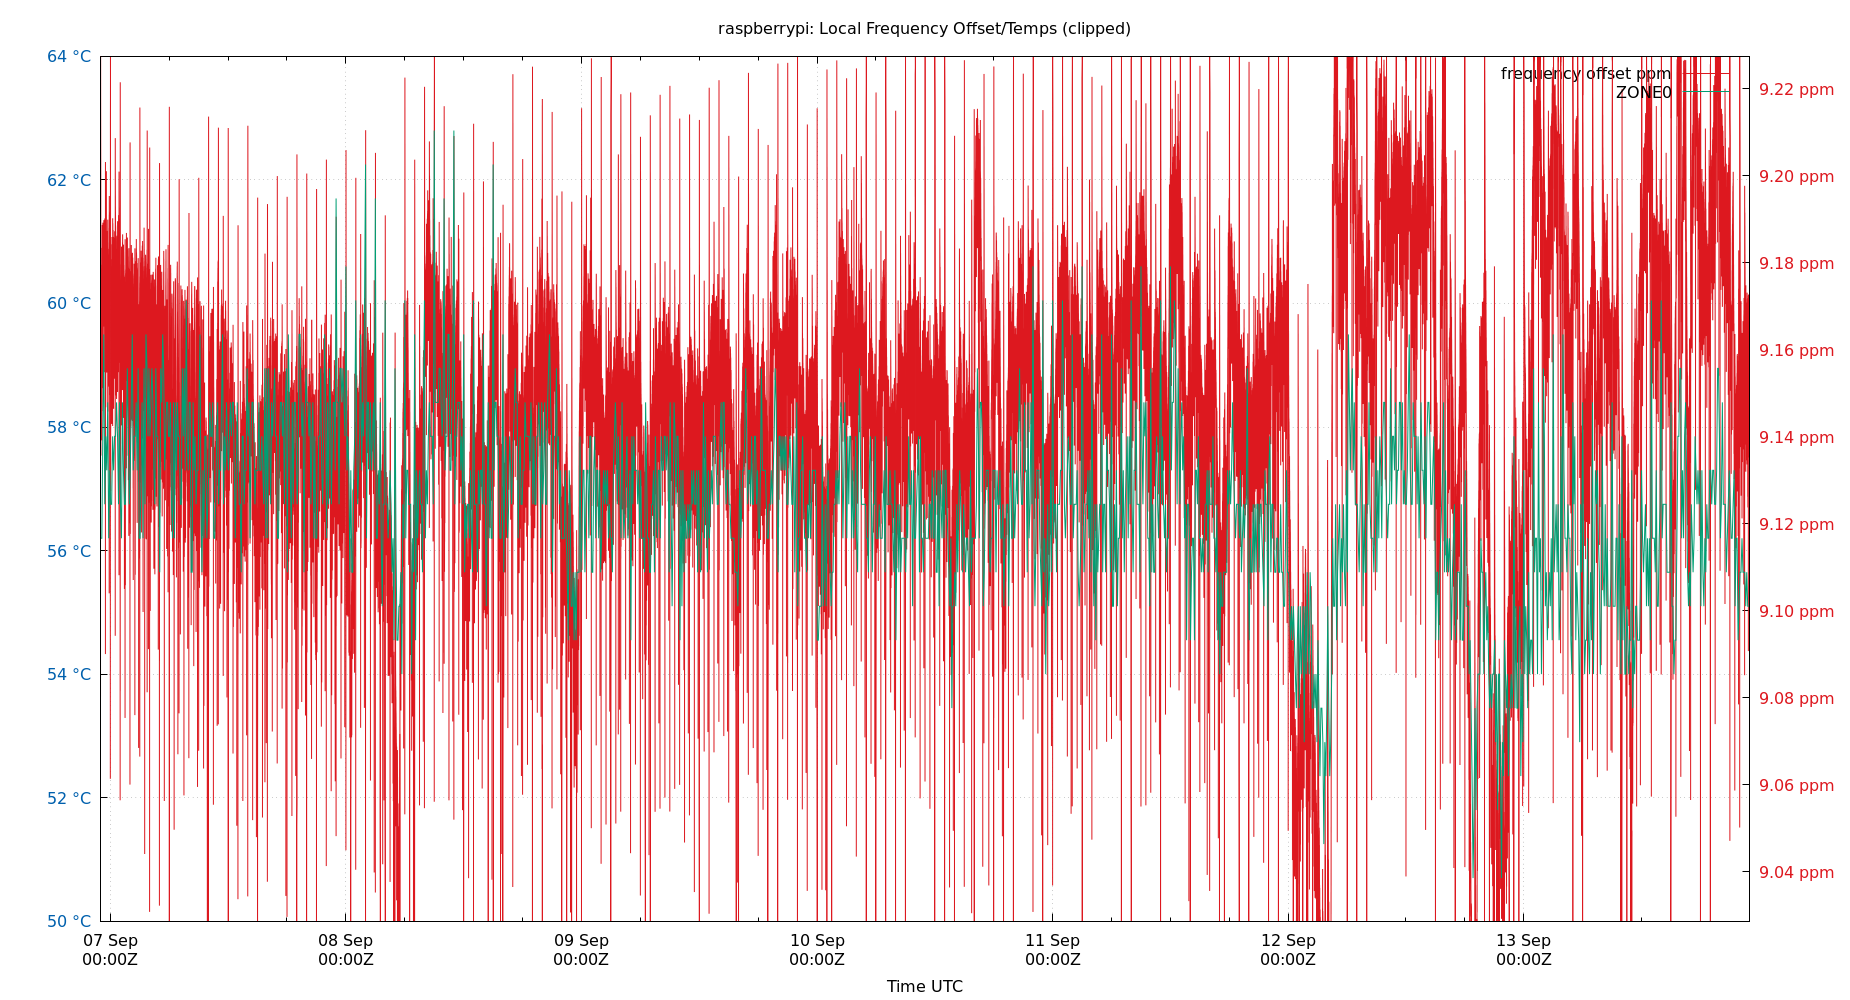 raspberrypi: Local Frequency Offset/Temps (clipped)
64 °C
62 °C
60 °C
58 °C
56 °C
54 °C
52 °C
50 °C
frequency offset ppm
ZONE0
9.22 ppm
9.20 ppm
9.18 ppm
9.16 ppm
9.14 ppm
9.12 ppm
9.10 ppm
9.08 ppm
9.06 ppm
9.04 ppm
07 Sep 08 Sep 09 Sep 10 Sep 11 Sep 12 Sep 13 Sep
00:00Z 00:00Z 00:00Z 00:00Z 00:00Z 00:00Z 00:00Z
Time UTC